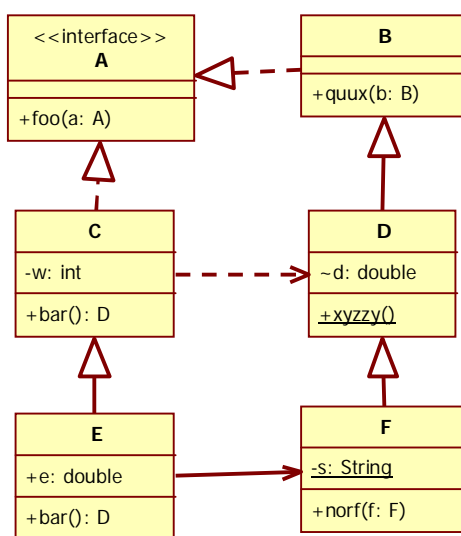 <<interface>>
A
+foo(a: A)
B
+quux(b: B)
C
-w: int
+bar(): D
D
~d: double
+xyzzy()
E
+e: double
+bar(): D
F
-s: String
+norf(f: F)